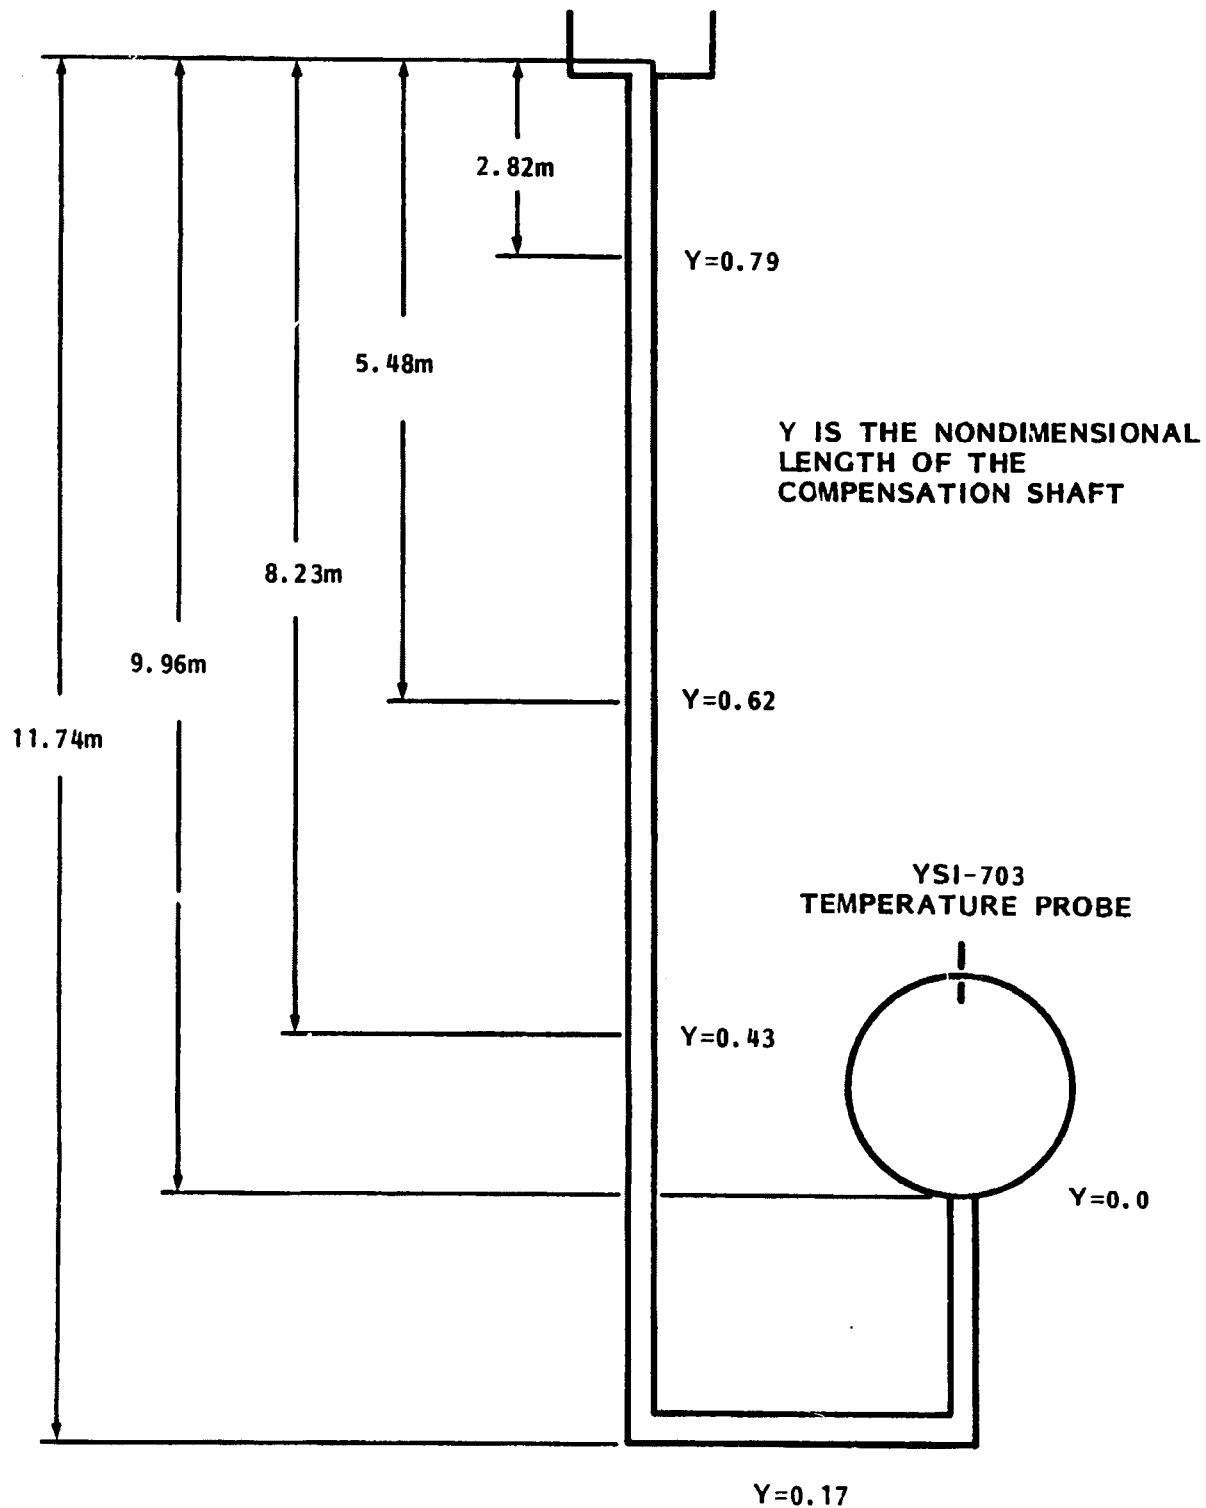 2.82m
Y=0.79
5.48m
Y IS THE NONDIMENSIONAL
LENGTH OF THE
COMPENSATION SHAFT
8.23m
9.96m
Y=0.62
11.74m
YSI-703
TEMPERATURE PROBE
Y=0.43
Y=0.0
Y=0.17